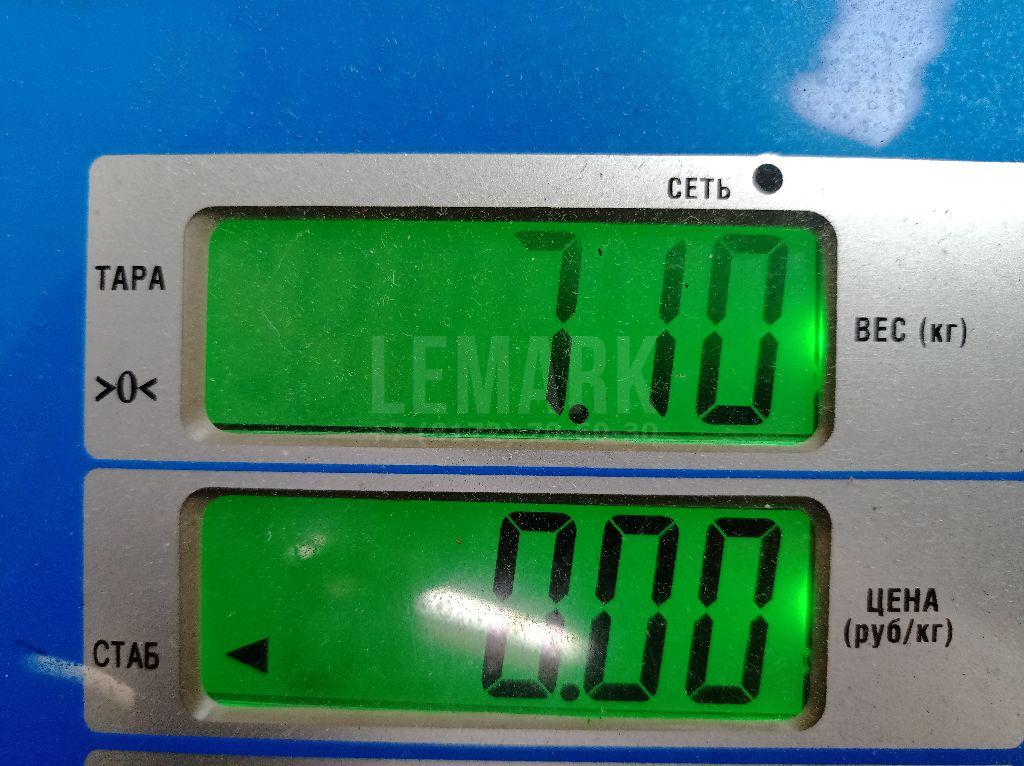 СЕТЬ
ТАРА
7.10
ВЕС (кг)
>0<
LEMARK
0.00
ЦЕНА
(руб/кг)
СТАБ